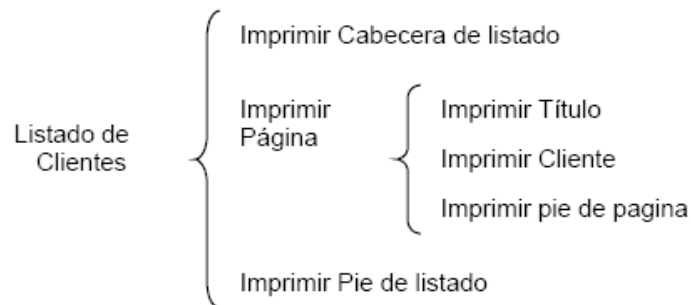 Listado de
Clientes
Imprimir Cabecera de listado
Imprimir
Página
Imprimir Título
Imprimir Cliente
Imprimir pie de pagina
Imprimir Pie de listado